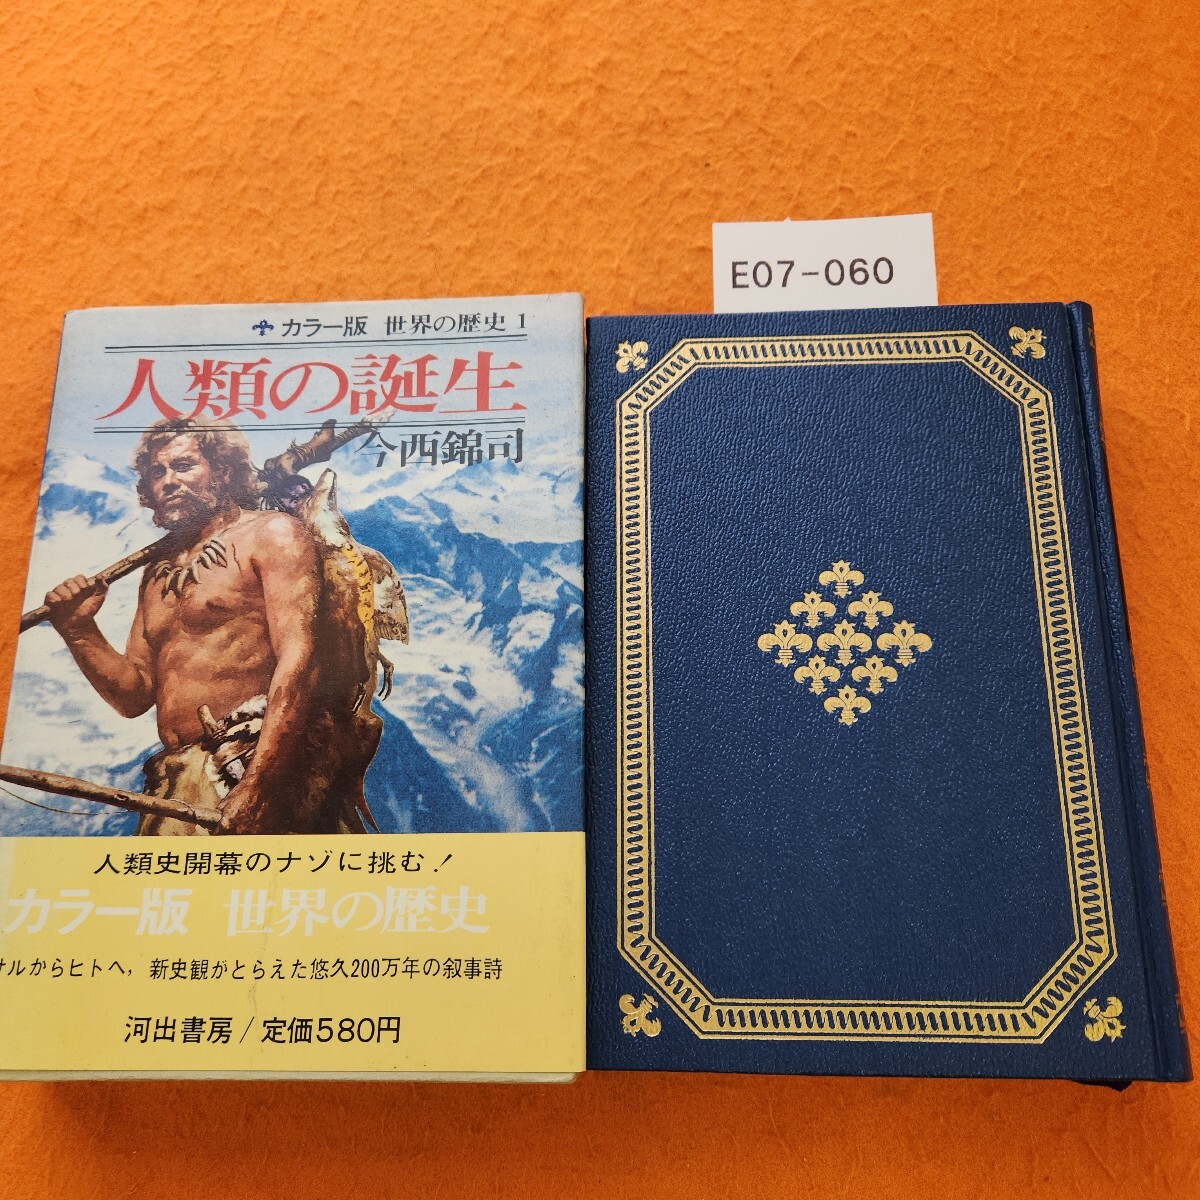 カラー版 世界の歴史 1
人類の誕生
今西錦司
人類史開幕のナゾに挑む!
カラー版 世界の歴史
サルからヒトへ,新史観がとらえた悠久200万年の叙事詩
河出書房/定価580円
E07-060